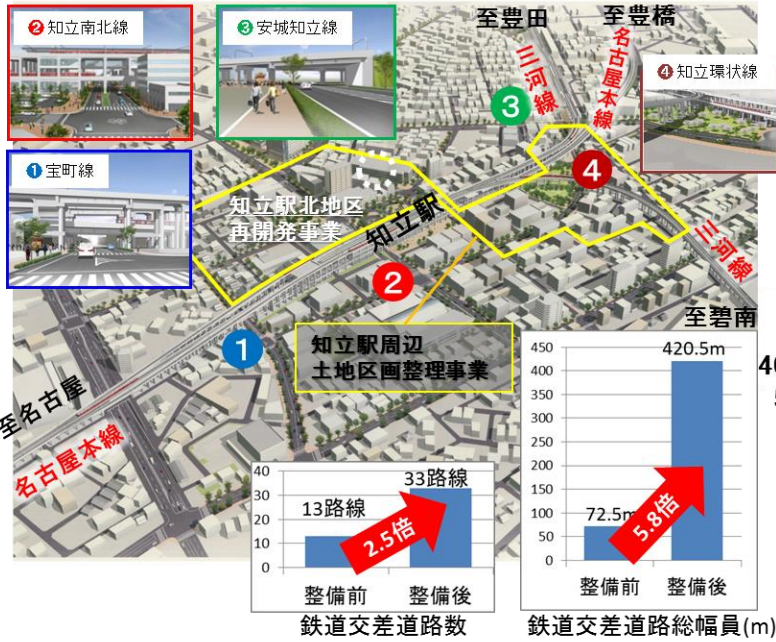 ❷知立南北線
❸安城知立線
至豊田
至豊橋
三河線
名古屋本線
❹知立環状線
❶宝町線
3
4
知立駅北地区
再開発事業
知立駅
2
三河線
1
知立駅周辺
土地区画整理事業
至碧南
至名古屋
名古屋本線
40
30
20
10
0
13路線
33路線
2.5倍
整備前
整備後
鉄道交差道路数
450
400
350
300
250
200
150
100
50
0
72.5m
420.5m
5.8倍
整備前
整備後
鉄道交差道路総幅員(m)